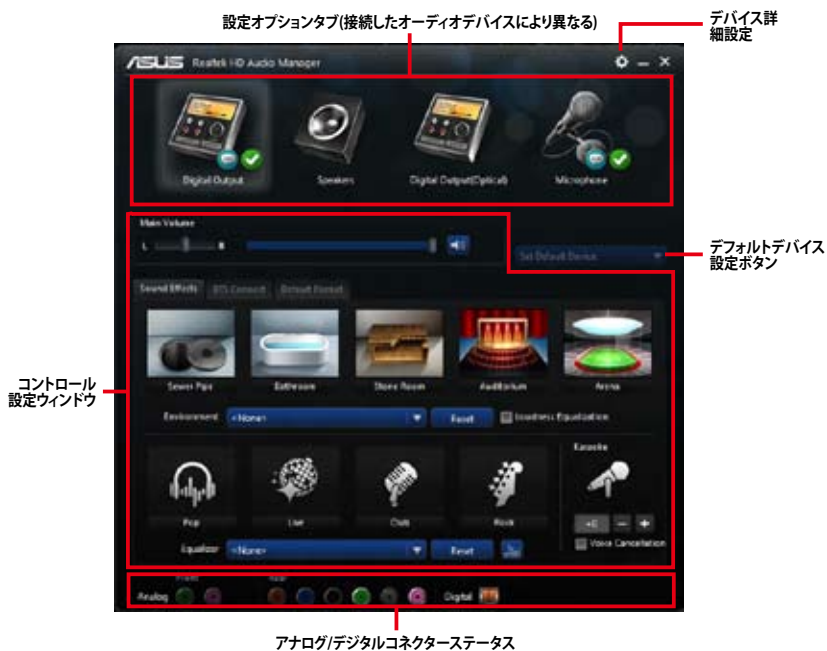 設定オプションタブ(接続したオーディオデバイスにより異なる)
デバイス詳
細設定
ASUS Realtek HD Audio Manager
Digital Output
Speakers
Digital Output(Optical)
Microphone
Main Volume
L R
Set Default Device
デフォルトデバイス
設定ボタン
Sound Effects DTS Connect Default Format
コントロール
設定ウィンドウ
Sewer Pipe
Bathroom
Stone Room
Auditorium
Arena
Environment <None> Reset Loudness Equalization
Karaoke
Pop
Live
Club
Rock
+0 − +
Equalizer <None> Reset
Voice Cancellation
Front Rear
Analog Digital
アナログ/デジタルコネクターステータス